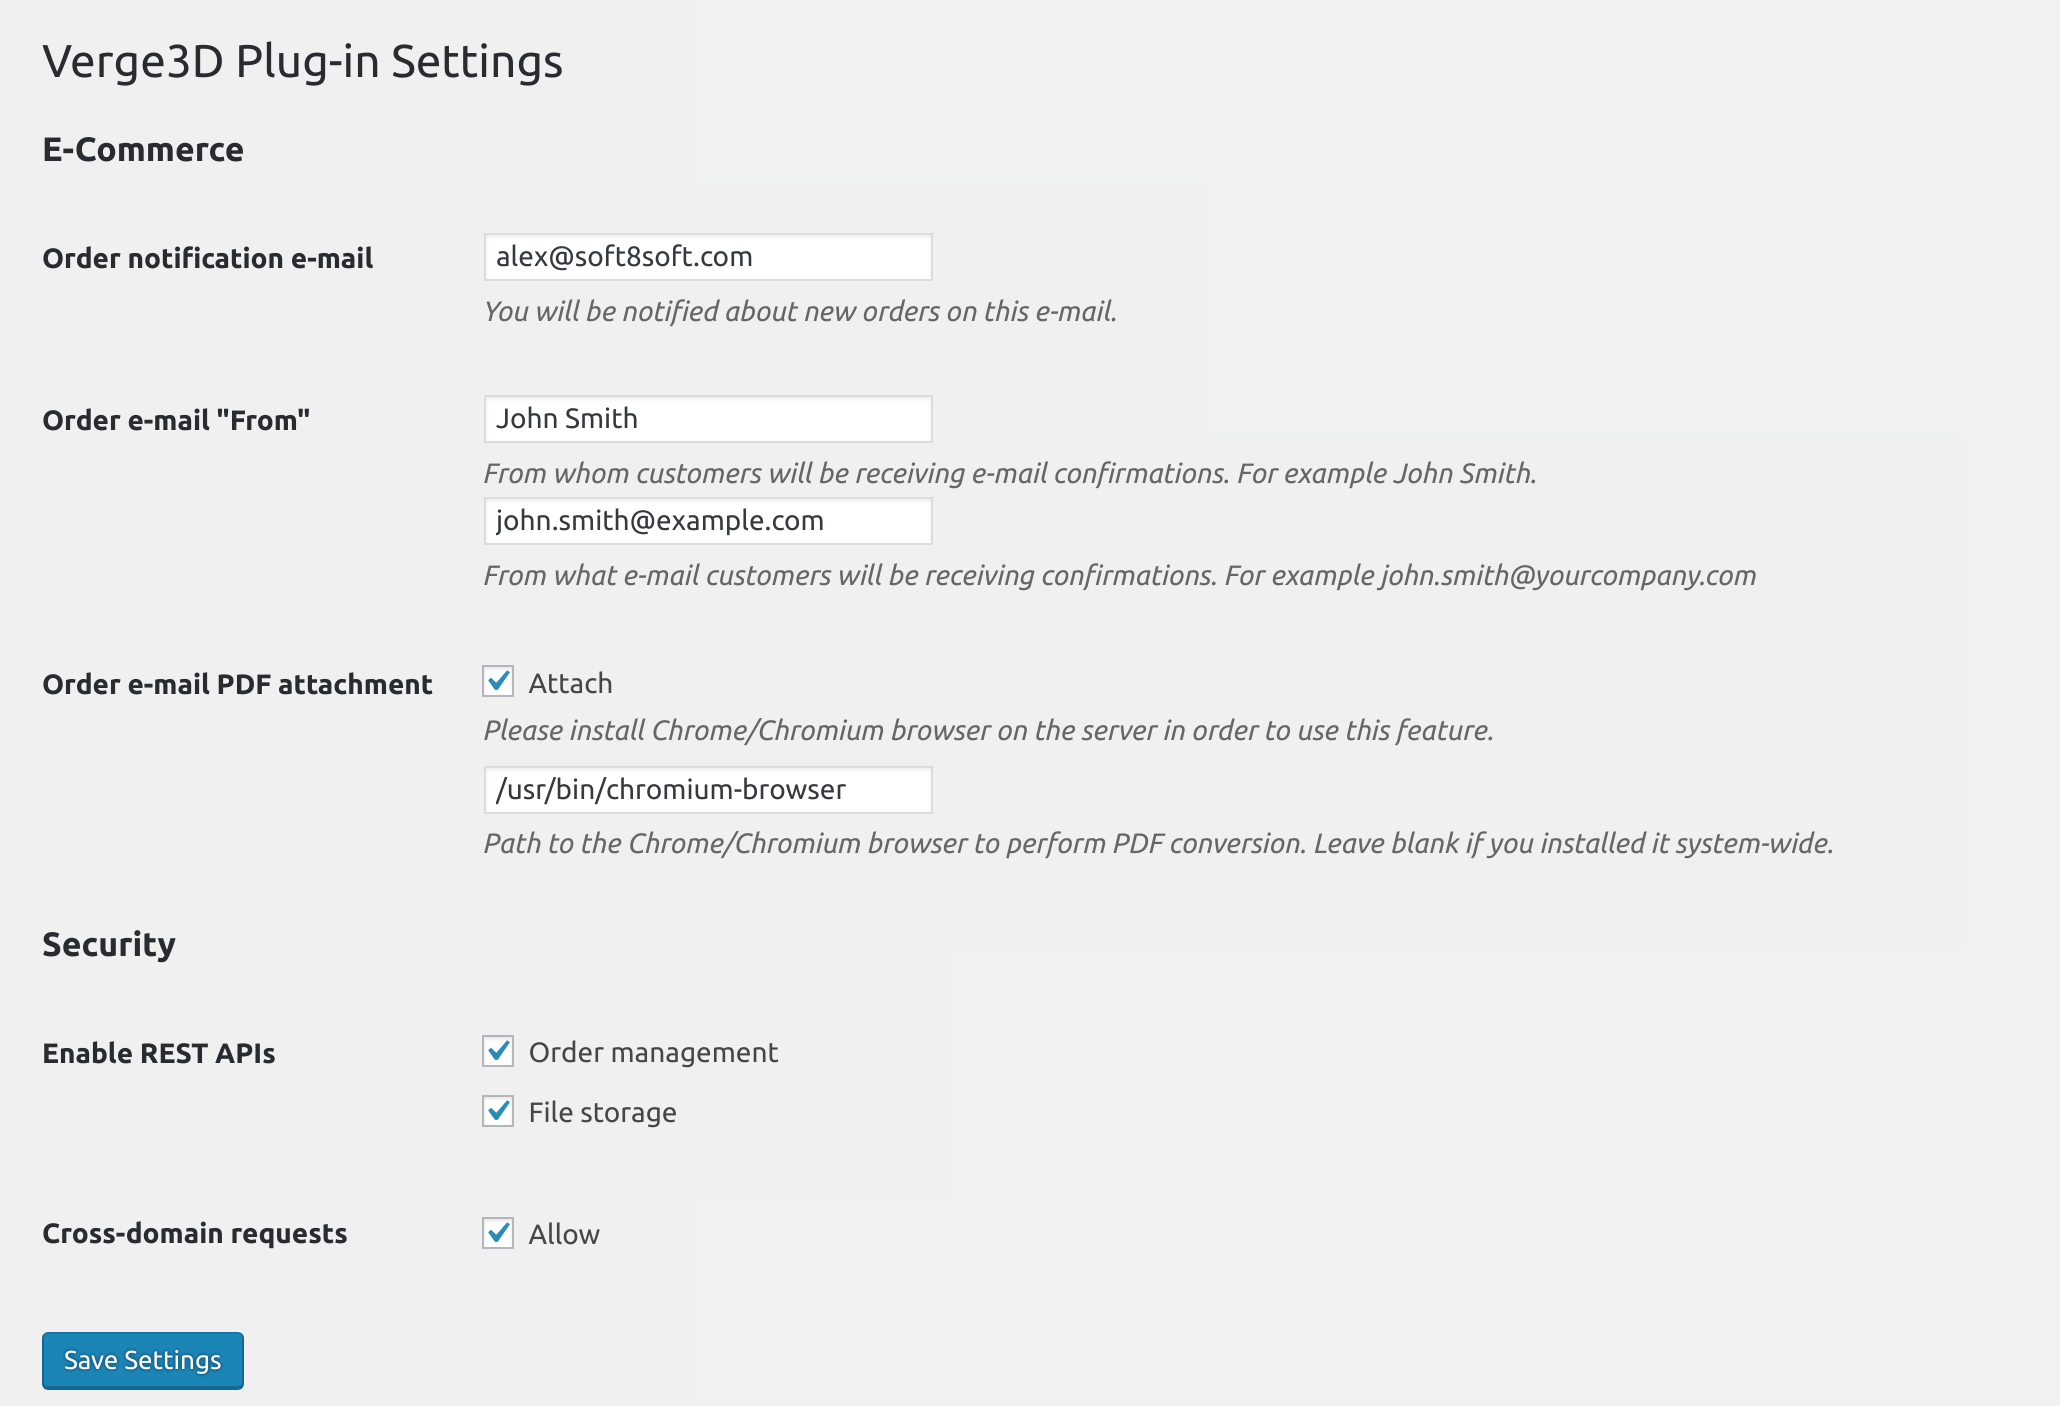 Verge3D Plug-in Settings
E-Commerce
Order notification e-mail
alex@soft8soft.com
You will be notified about new orders on this e-mail.
Order e-mail "From"
John Smith
From whom customers will be receiving e-mail confirmations. For example John Smith.
john.smith@example.com
From what e-mail customers will be receiving confirmations. For example john.smith@yourcompany.com
Order e-mail PDF attachment
Attach
Please install Chrome/Chromium browser on the server in order to use this feature.
/usr/bin/chromium-browser
Path to the Chrome/Chromium browser to perform PDF conversion. Leave blank if you installed it system-wide.
Security
Enable REST APIs
Order management
File storage
Cross-domain requests
Allow
Save Settings